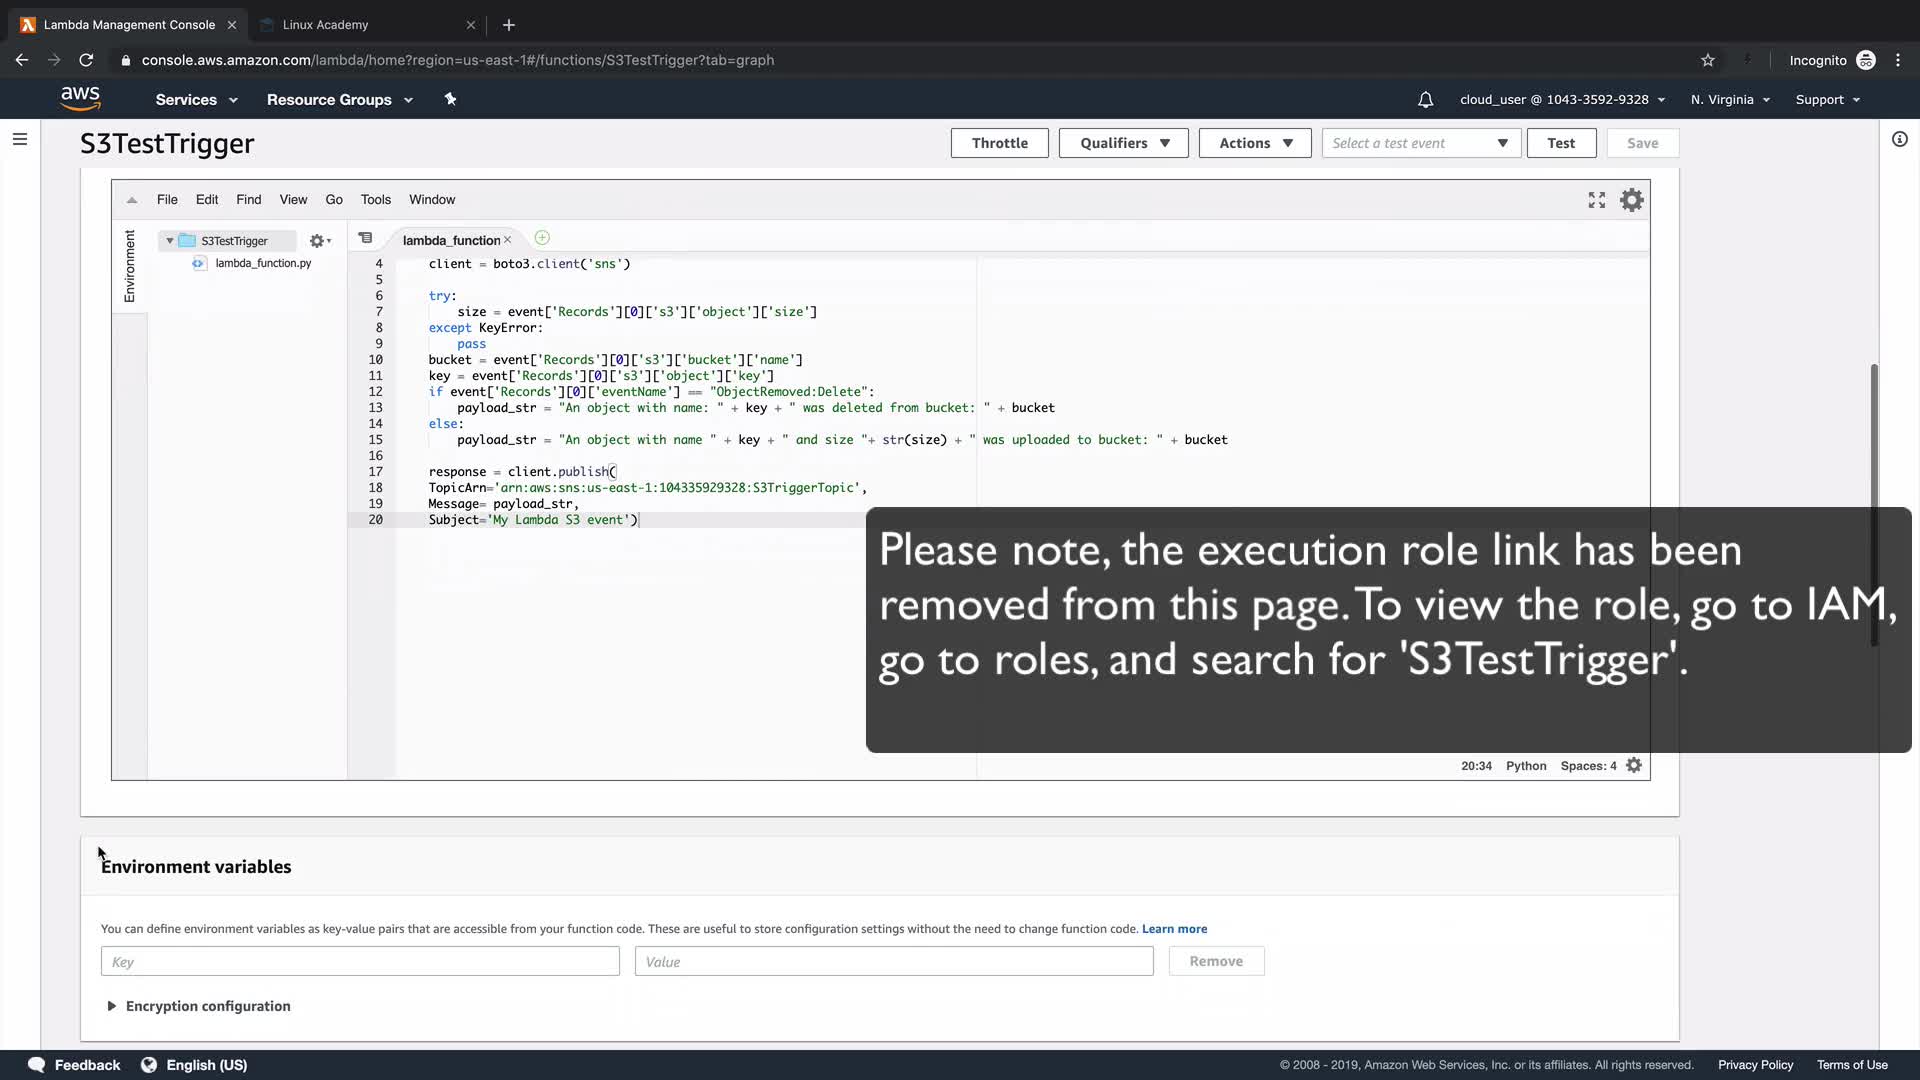 Lambda Management Console
Linux Academy
console.aws.amazon.com/lambda/home?region=us-east-1#/functions/S3TestTrigger?tab=graph
Incognito
aws
Services
Resource Groups
cloud_user @ 1043-3592-9328
N. Virginia
Support
S3TestTrigger
Throttle
Qualifiers
Actions
Select a test event
Test
Save
File Edit Find View Go Tools Window
Environment
S3TestTrigger
lambda_function.py
lambda_function
4 client = boto3.client('sns')
5
6 try:
7 size = event['Records'][0]['s3']['object']['size']
8 except KeyError:
9 pass
10 bucket = event['Records'][0]['s3']['bucket']['name']
11 key = event['Records'][0]['s3']['object']['key']
12 if event['Records'][0]['eventName'] == "ObjectRemoved:Delete":
13 payload_str = "An object with name: " + key + " was deleted from bucket: " + bucket
14 else:
15 payload_str = "An object with name " + key + " and size "+ str(size) + " was uploaded to bucket: " + bucket
16
17 response = client.publish(
18 TopicArn='arn:aws:sns:us-east-1:104335929328:S3TriggerTopic',
19 Message= payload_str,
20 Subject='My Lambda S3 event')
Please note, the execution role link has been
removed from this page. To view the role, go to IAM,
go to roles, and search for 'S3TestTrigger'.
20:34 Python Spaces: 4
Environment variables
You can define environment variables as key-value pairs that are accessible from your function code. These are useful to store configuration settings without the need to change function code. Learn more
Key
Value
Remove
Encryption configuration
Feedback
English (US)
© 2008 - 2019, Amazon Web Services, Inc. or its affiliates. All rights reserved.
Privacy Policy
Terms of Use